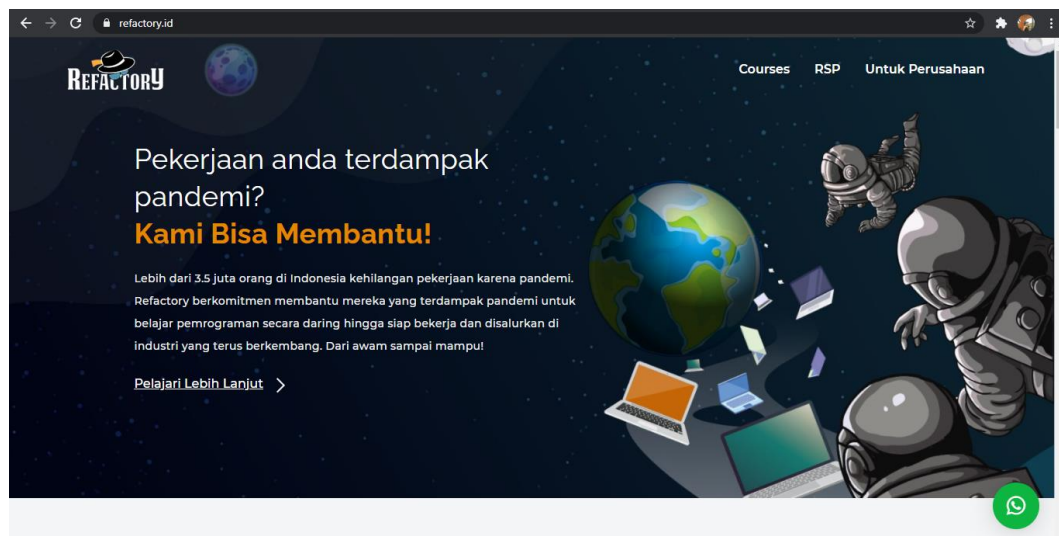 refactory.id
REFACTORY
Courses RSP Untuk Perusahaan
Pekerjaan anda terdampak
pandemi?
Kami Bisa Membantu!
Lebih dari 3.5 juta orang di Indonesia kehilangan pekerjaan karena pandemi.
Refactory berkomitmen membantu mereka yang terdampak pandemi untuk
belajar pemrograman secara daring hingga siap bekerja dan disalurkan di
industri yang terus berkembang. Dari awam sampai mampu!
Pelajari Lebih Lanjut